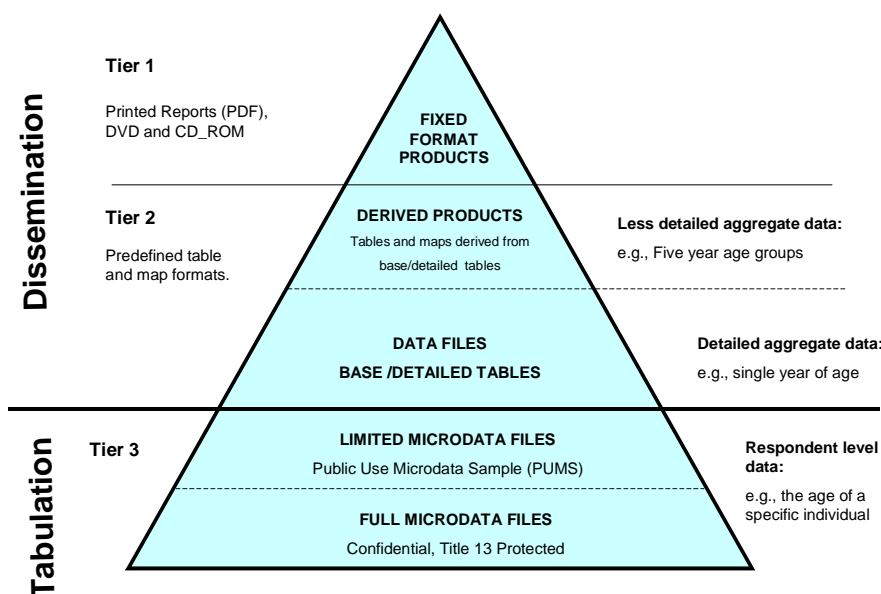 Dissemination
Tier 1
Printed Reports (PDF),
DVD and CD_ROM
FIXED
FORMAT
PRODUCTS
Tier 2
Predefined table
and map formats.
DERIVED PRODUCTS
Tables and maps derived from
base/detailed tables
Less detailed aggregate data:
e.g., Five year age groups
DATA FILES
BASE /DETAILED TABLES
Detailed aggregate data:
e.g., single year of age
Tabulation
Tier 3
LIMITED MICRODATA FILES
Public Use Microdata Sample (PUMS)
FULL MICRODATA FILES
Confidential, Title 13 Protected
Respondent level
data:
e.g., the age of a
specific individual